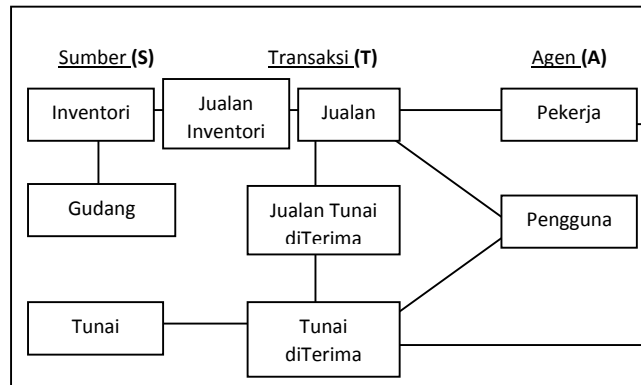 Sumber (S)
Transaksi (T)
Agen (A)
Inventori
Jualan
Inventori
Jualan
Pekerja
Gudang
Jualan Tunai
diTerima
Pengguna
Tunai
Tunai
diTerima